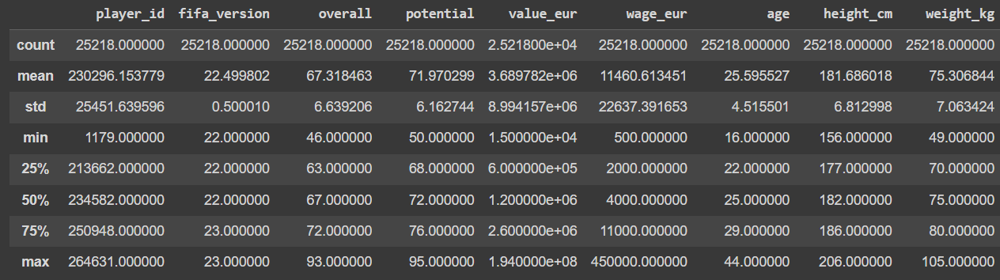 player_id fifa_version overall potential value_eur wage_eur age height_cm weight_kg
count 25218.000000 25218.000000 25218.000000 25218.000000 2.521800e+04 25218.000000 25218.000000 25218.000000 25218.000000
mean 230296.153779 22.499802 67.318463 71.970299 3.689782e+06 11460.613451 25.595527 181.686018 75.306844
std 25451.639596 0.500010 6.639206 6.162744 8.994157e+06 22637.391653 4.515501 6.812998 7.063424
min 1179.000000 22.000000 46.000000 50.000000 1.500000e+04 500.000000 16.000000 156.000000 49.000000
25% 213662.000000 22.000000 63.000000 68.000000 6.000000e+05 2000.000000 22.000000 177.000000 70.000000
50% 234582.000000 22.000000 67.000000 72.000000 1.200000e+06 4000.000000 25.000000 182.000000 75.000000
75% 250948.000000 23.000000 72.000000 76.000000 2.600000e+06 11000.000000 29.000000 186.000000 80.000000
max 264631.000000 23.000000 93.000000 95.000000 1.940000e+08 450000.000000 44.000000 206.000000 105.000000